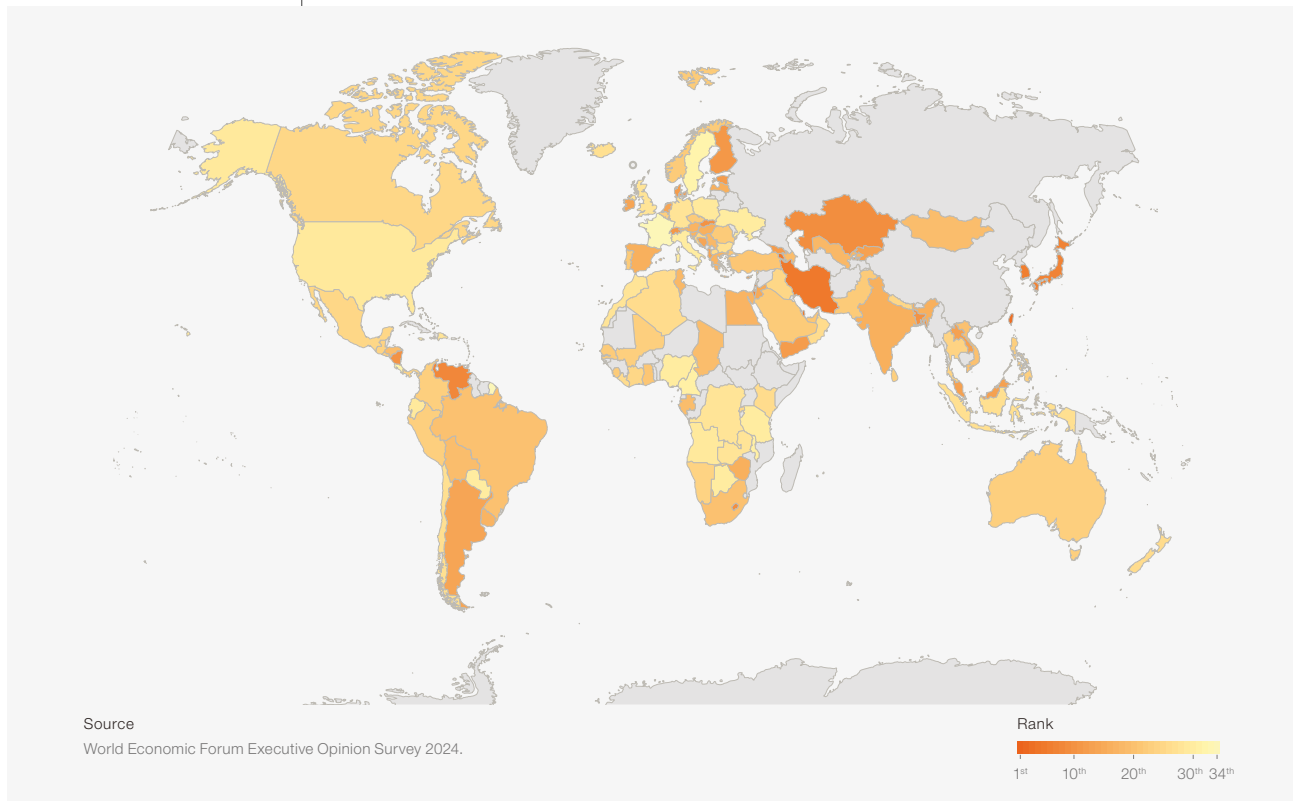 Source
World Economic Forum Executive Opinion Survey 2024.
Rank
1st 10th 20th 30th 34th